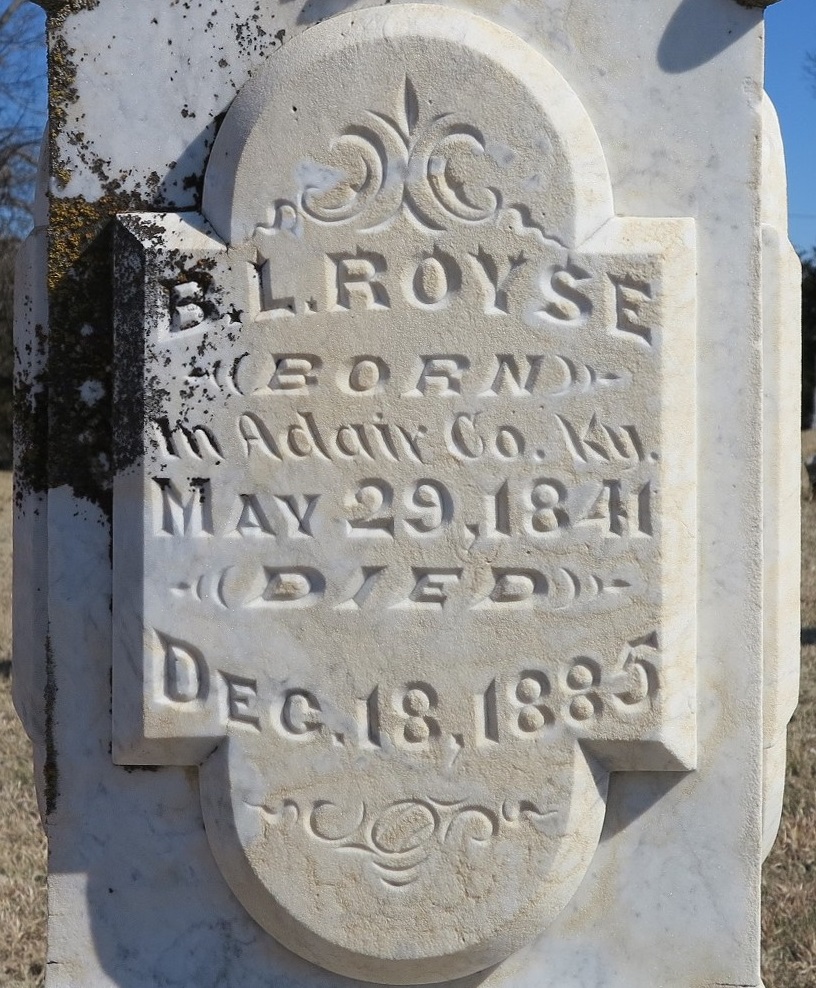 B. L. ROYSE
BORN
In Adair Co. Ky.
MAY 29, 1841
DIED
DEC. 18, 1885